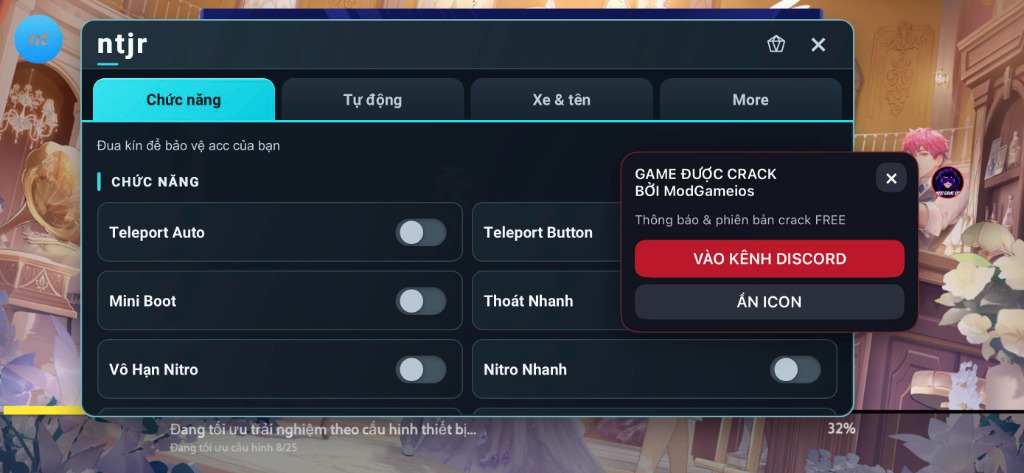 nt
ntjr
Chức năng
Tự động
Xe & tên
More
Đua kín để bảo vệ acc của bạn
CHỨC NĂNG
Teleport Auto
Teleport Button
Mini Boot
Thoát Nhanh
Vô Hạn Nitro
Nitro Nhanh
GAME ĐƯỢC CRACK
BỞI ModGameios
Thông báo & phiên bản crack FREE
VÀO KÊNH DISCORD
ẨN ICON
Đang tối ưu trải nghiệm theo cấu hình thiết bị...
32%
Đang tối ưu cấu hình 8/25